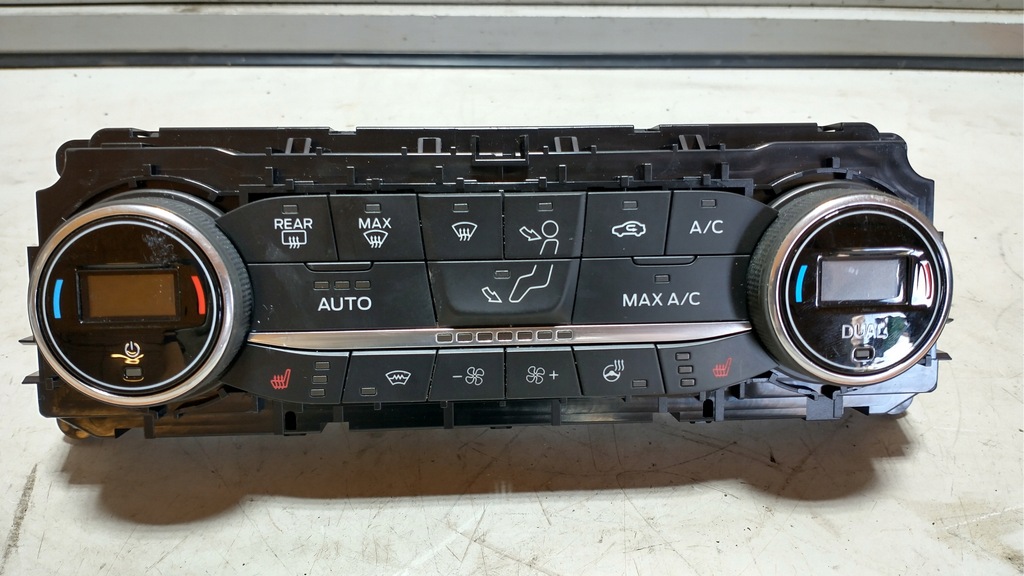 REAR
MAX
A/C
AUTO
MAX A/C
DUAL
- +